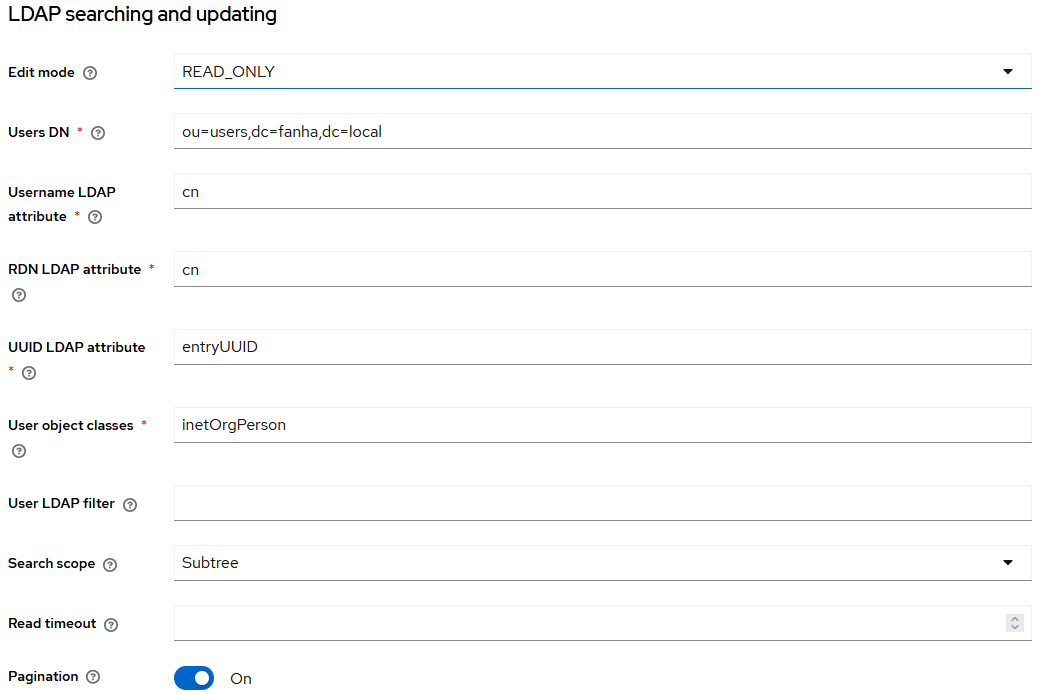 LDAP searching and updating
Edit mode
READ_ONLY
Users DN *
ou=users,dc=fanha,dc=local
Username LDAP
attribute *
cn
RDN LDAP attribute *
cn
UUID LDAP attribute
*
entryUUID
User object classes *
inetOrgPerson
User LDAP filter
Search scope
Subtree
Read timeout
Pagination
On